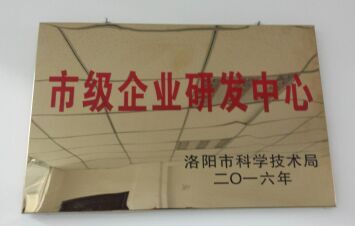 市级企业研发中心
洛阳市科学技术局
二〇一六年